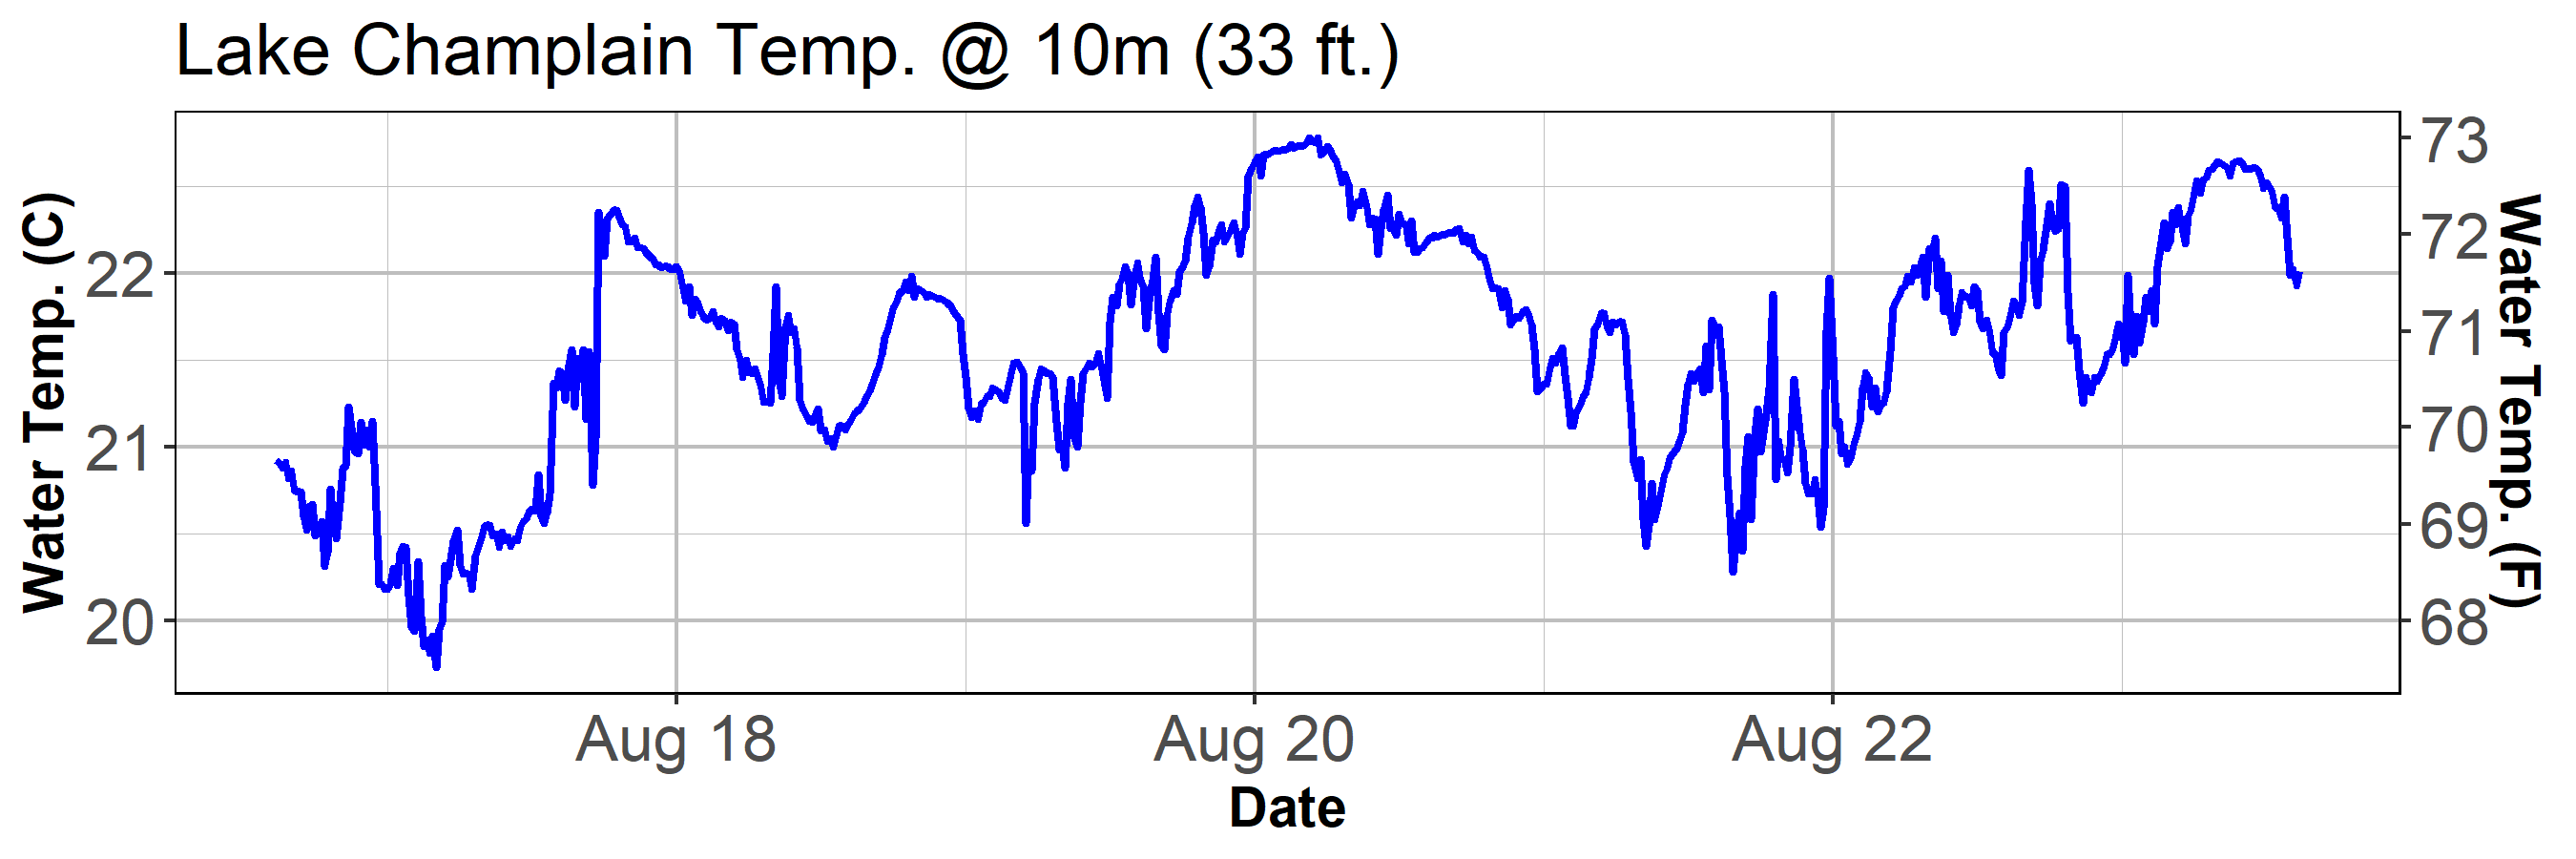 Lake Champlain Temp. @ 10m (33 ft.)
Water Temp. (C)
22
21
20
73
72
71
70
69
68
Water Temp. (F)
Aug 18
Aug 20
Aug 22
Date